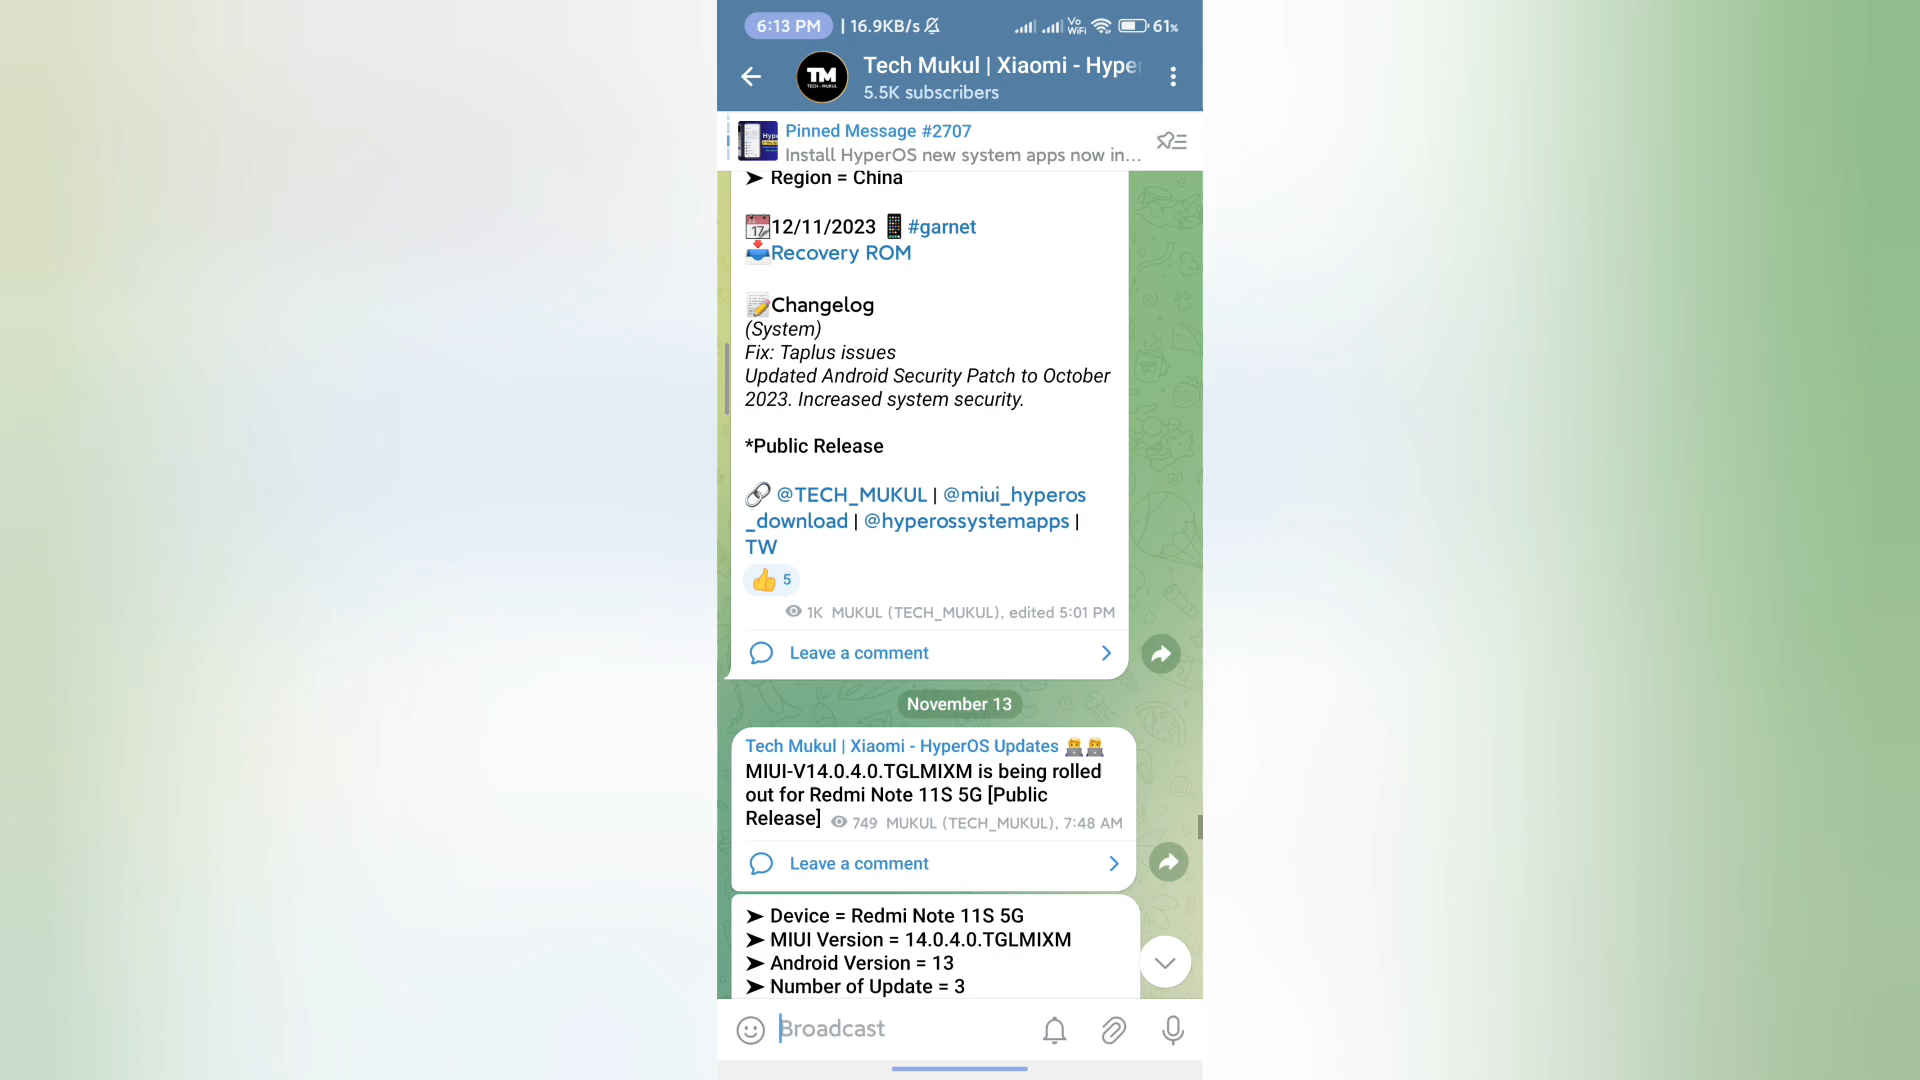 6:13 PM | 16.9KB/s Vo WiFi 61%
TM
TECH - MUKUL
Tech Mukul | Xiaomi - Hype
5.5K subscribers
Pinned Message #2707
Install HyperOS new system apps now in...
➤ Region = China
17 12/11/2023 #garnet
Recovery ROM
Changelog
(System)
Fix: Taplus issues
Updated Android Security Patch to October
2023. Increased system security.
*Public Release
@TECH_MUKUL | @miui_hyperos
_download | @hyperossystemapps |
TW
5
1K MUKUL (TECH_MUKUL), edited 5:01 PM
Leave a comment
November 13
Tech Mukul | Xiaomi - HyperOS Updates
MIUI-V14.0.4.0.TGLMIXM is being rolled
out for Redmi Note 11S 5G [Public
Release] 749 MUKUL (TECH_MUKUL), 7:48 AM
Leave a comment
➤ Device = Redmi Note 11S 5G
➤ MIUI Version = 14.0.4.0.TGLMIXM
➤ Android Version = 13
➤ Number of Update = 3
Broadcast